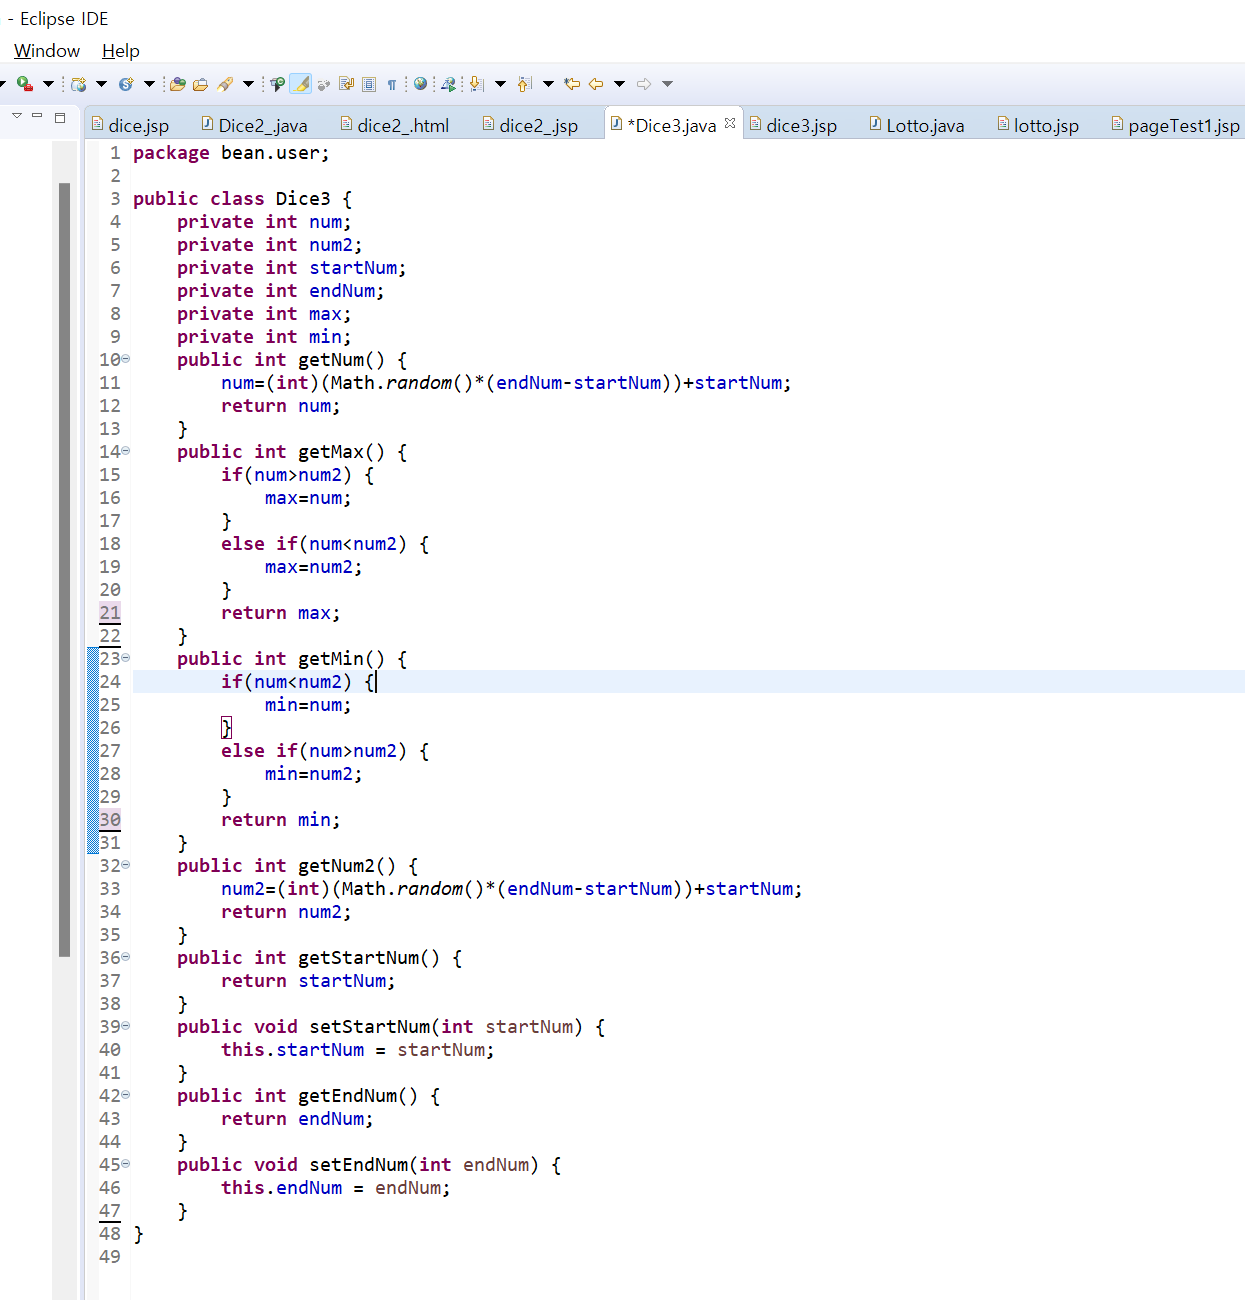 - Eclipse IDE
Window Help
dice.jsp Dice2_.java dice2_.html dice2_.jsp *Dice3.java dice3.jsp Lotto.java lotto.jsp pageTest1.jsp
1 package bean.user;
2
3 public class Dice3 {
4 private int num;
5 private int num2;
6 private int startNum;
7 private int endNum;
8 private int max;
9 private int min;
10 public int getNum() {
11 num=(int)(Math.random()*(endNum-startNum))+startNum;
12 return num;
13 }
14 public int getMax() {
15 if(num>num2) {
16 max=num;
17 }
18 else if(num<num2) {
19 max=num2;
20 }
21 return max;
22 }
23 public int getMin() {
24 if(num<num2) {
25 min=num;
26 }
27 else if(num>num2) {
28 min=num2;
29 }
30 return min;
31 }
32 public int getNum2() {
33 num2=(int)(Math.random()*(endNum-startNum))+startNum;
34 return num2;
35 }
36 public int getStartNum() {
37 return startNum;
38 }
39 public void setStartNum(int startNum) {
40 this.startNum = startNum;
41 }
42 public int getEndNum() {
43 return endNum;
44 }
45 public void setEndNum(int endNum) {
46 this.endNum = endNum;
47 }
48 }
49